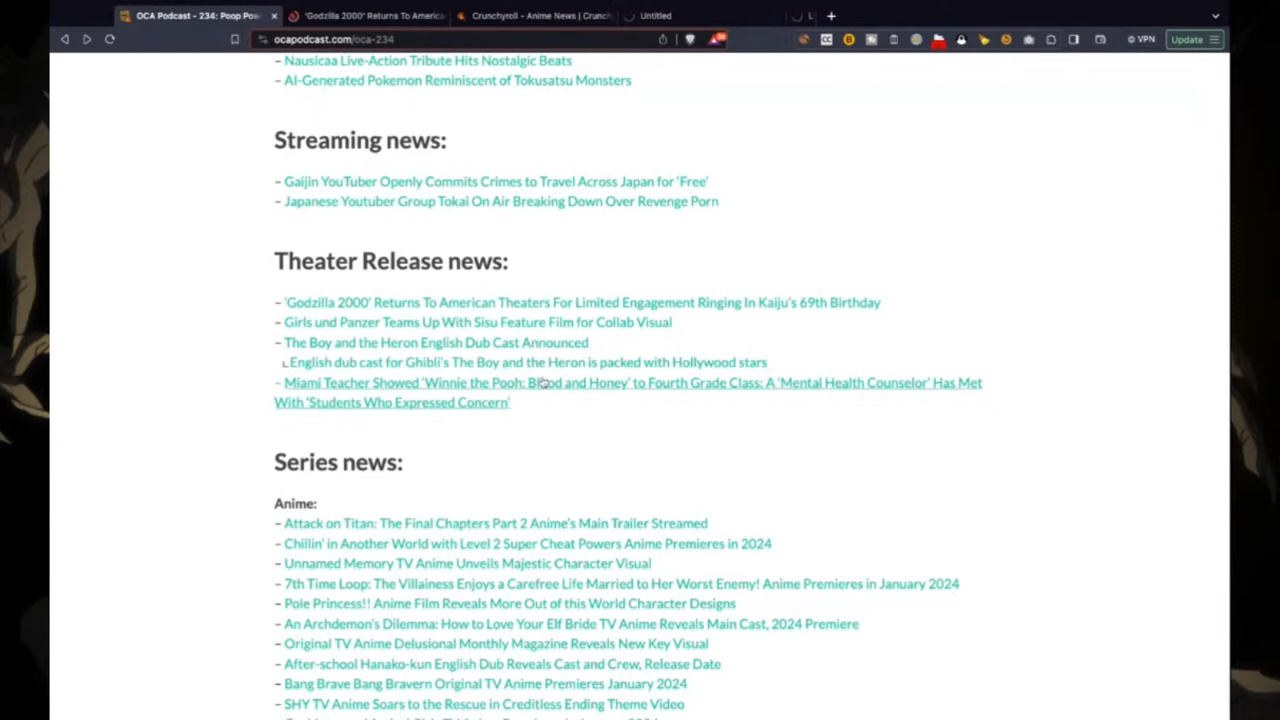 OCA Podcast - 234: Poop Pow
'Godzilla 2000' Returns To America
Crunchyroll - Anime News | Crunch
Untitled
ocapodcast.com/oca-234
VPN
Update
– Nausicaa Live-Action Tribute Hits Nostalgic Beats
– AI-Generated Pokemon Reminiscent of Tokusatsu Monsters
Streaming news:
– Gaijin YouTuber Openly Commits Crimes to Travel Across Japan for 'Free'
– Japanese Youtuber Group Tokai On Air Breaking Down Over Revenge Porn
Theater Release news:
– 'Godzilla 2000' Returns To American Theaters For Limited Engagement Ringing In Kaiju's 69th Birthday
– Girls und Panzer Teams Up With Sisu Feature Film for Collab Visual
– The Boy and the Heron English Dub Cast Announced
English dub cast for Ghibli's The Boy and the Heron is packed with Hollywood stars
– Miami Teacher Showed 'Winnie the Pooh: Blood and Honey' to Fourth Grade Class: A 'Mental Health Counselor' Has Met
With 'Students Who Expressed Concern'
Series news:
Anime:
– Attack on Titan: The Final Chapters Part 2 Anime's Main Trailer Streamed
– Chillin' in Another World with Level 2 Super Cheat Powers Anime Premieres in 2024
– Unnamed Memory TV Anime Unveils Majestic Character Visual
– 7th Time Loop: The Villainess Enjoys a Carefree Life Married to Her Worst Enemy! Anime Premieres in January 2024
– Pole Princess!! Anime Film Reveals More Out of this World Character Designs
– An Archdemon's Dilemma: How to Love Your Elf Bride TV Anime Reveals Main Cast, 2024 Premiere
– Original TV Anime Delusional Monthly Magazine Reveals New Key Visual
– After-school Hanako-kun English Dub Reveals Cast and Crew, Release Date
– Bang Brave Bang Bravern Original TV Anime Premieres January 2024
– SHY TV Anime Soars to the Rescue in Creditless Ending Theme Video